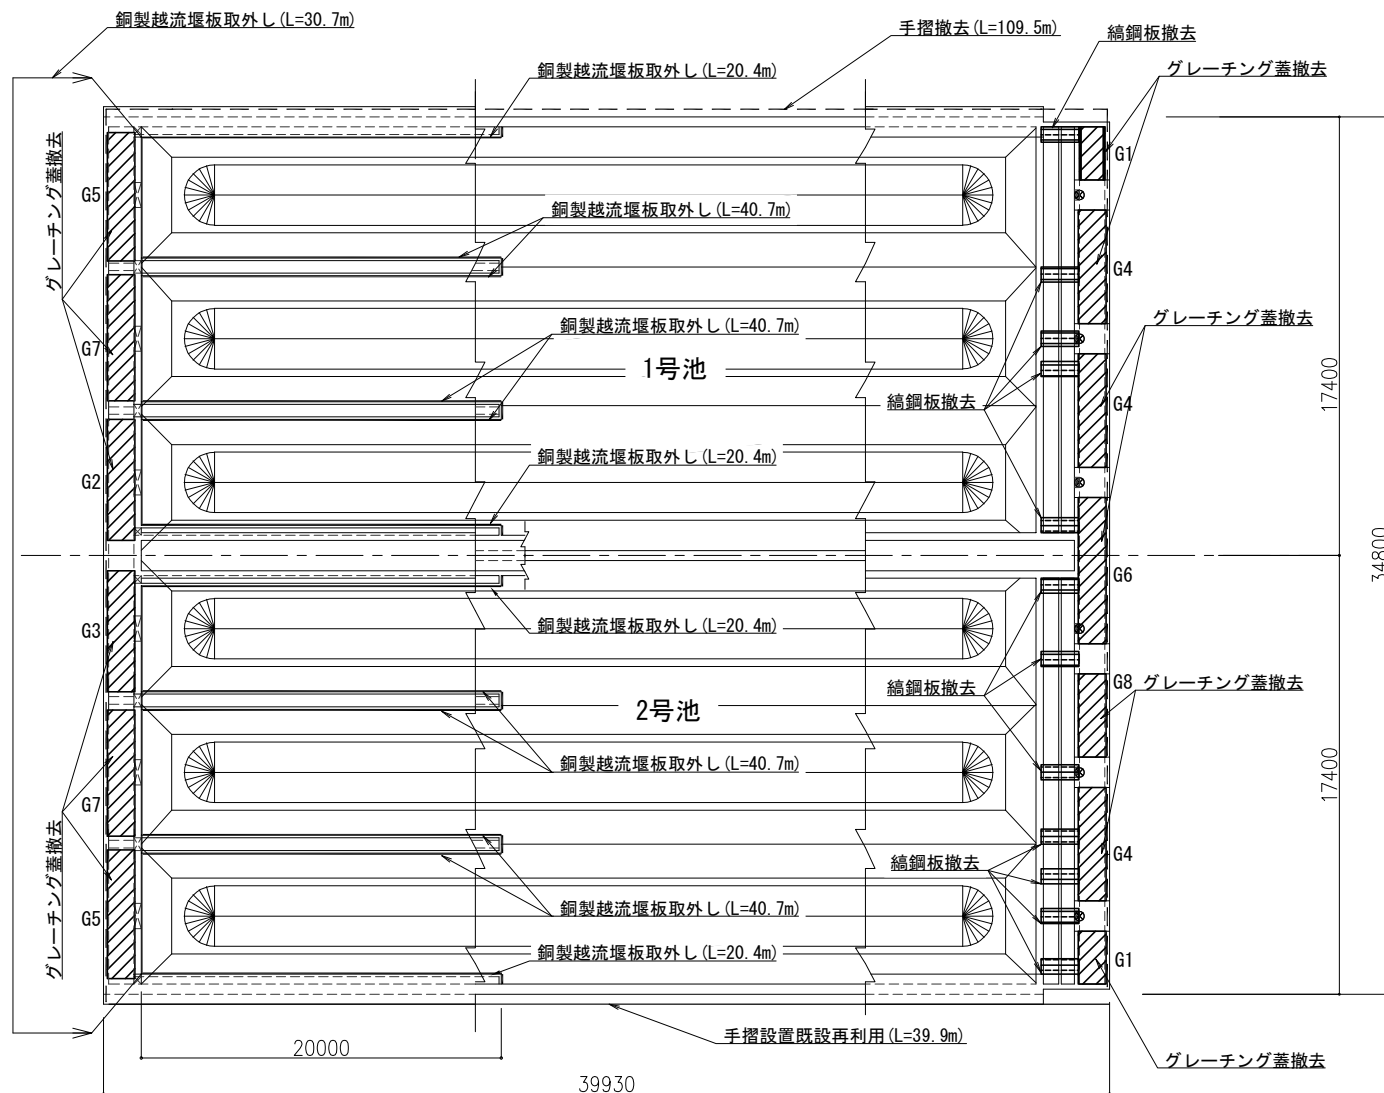 銅製越流堰板取外し(L=30.7m)
手摺撤去(L=109.5m)
縞鋼板撤去
銅製越流堰板取外し(L=20.4m)
グレーチング蓋撤去
グレーチング蓋撤去
G1
G5
銅製越流堰板取外し(L=40.7m)
G4
グレーチング蓋撤去
銅製越流堰板取外し(L=40.7m)
G7
1号池
17400
縞鋼板撤去
G4
銅製越流堰板取外し(L=20.4m)
G2
34800
G6
G3
銅製越流堰板取外し(L=20.4m)
縞鋼板撤去
G8
グレーチング蓋撤去
2号池
銅製越流堰板取外し(L=40.7m)
17400
G7
縞鋼板撤去
G4
グレーチング蓋撤去
銅製越流堰板取外し(L=40.7m)
G5
銅製越流堰板取外し(L=20.4m)
G1
手摺設置既設再利用(L=39.9m)
20000
グレーチング蓋撤去
39930